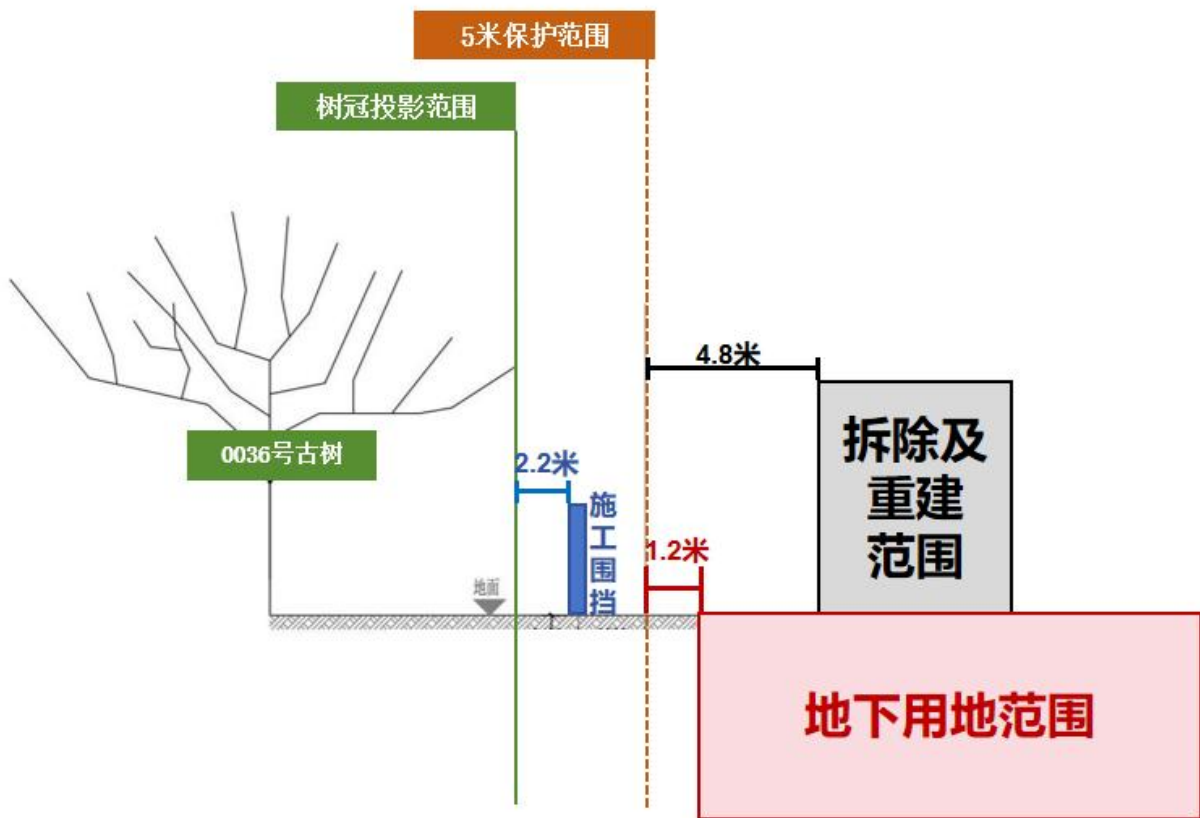 5米保护范围
树冠投影范围
4.8米
拆除及
重建
范围
0036号古树
2.2米
施
工
围
挡
1.2米
地面
地下用地范围